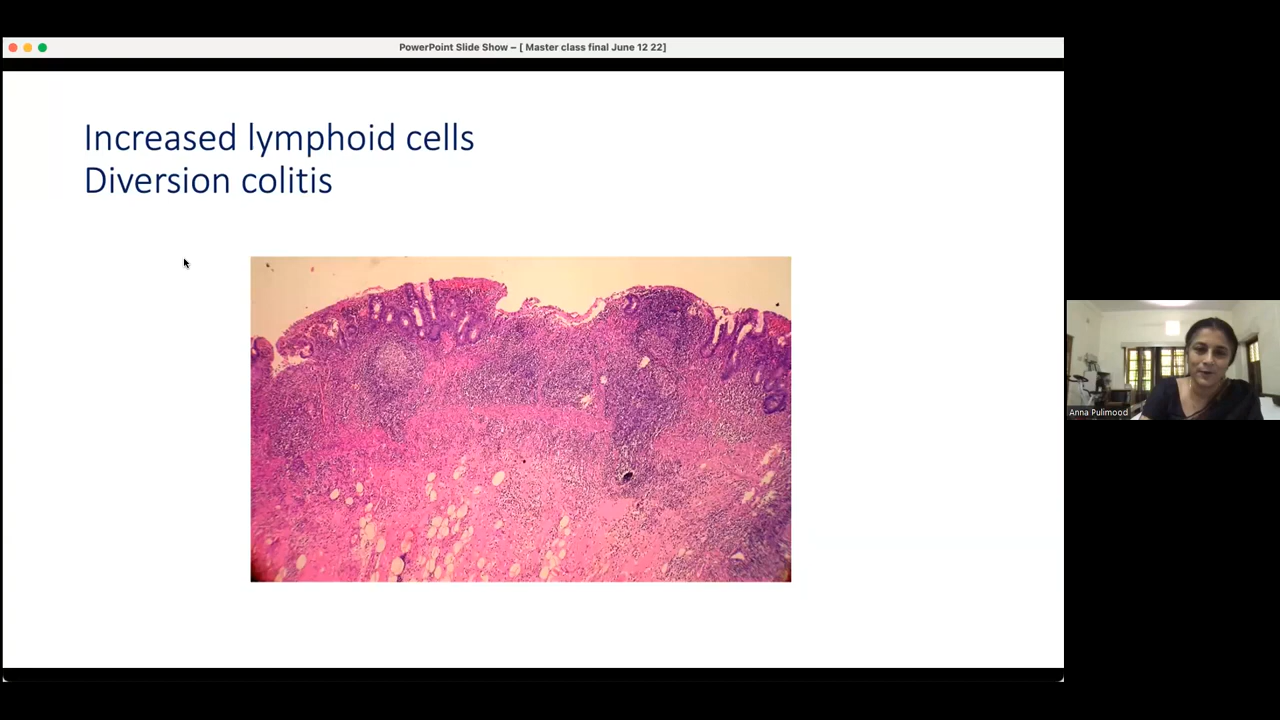 PowerPoint Slide Show – [ Master class final June 12 22]
Increased lymphoid cells
Diversion colitis
Anna Pulimood